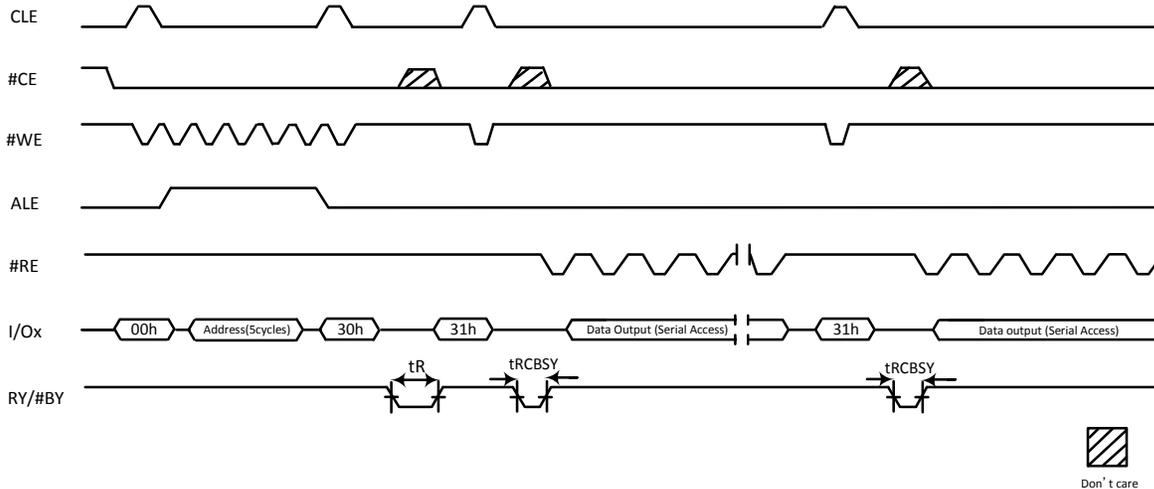 CLE
#CE
#WE
ALE
#RE
I/Ox 00h Address(5cycles) 30h 31h Data Output (Serial Access) 31h Data output (Serial Access)
tR tRCBSY tRCBSY
RY/#BY
Don't care